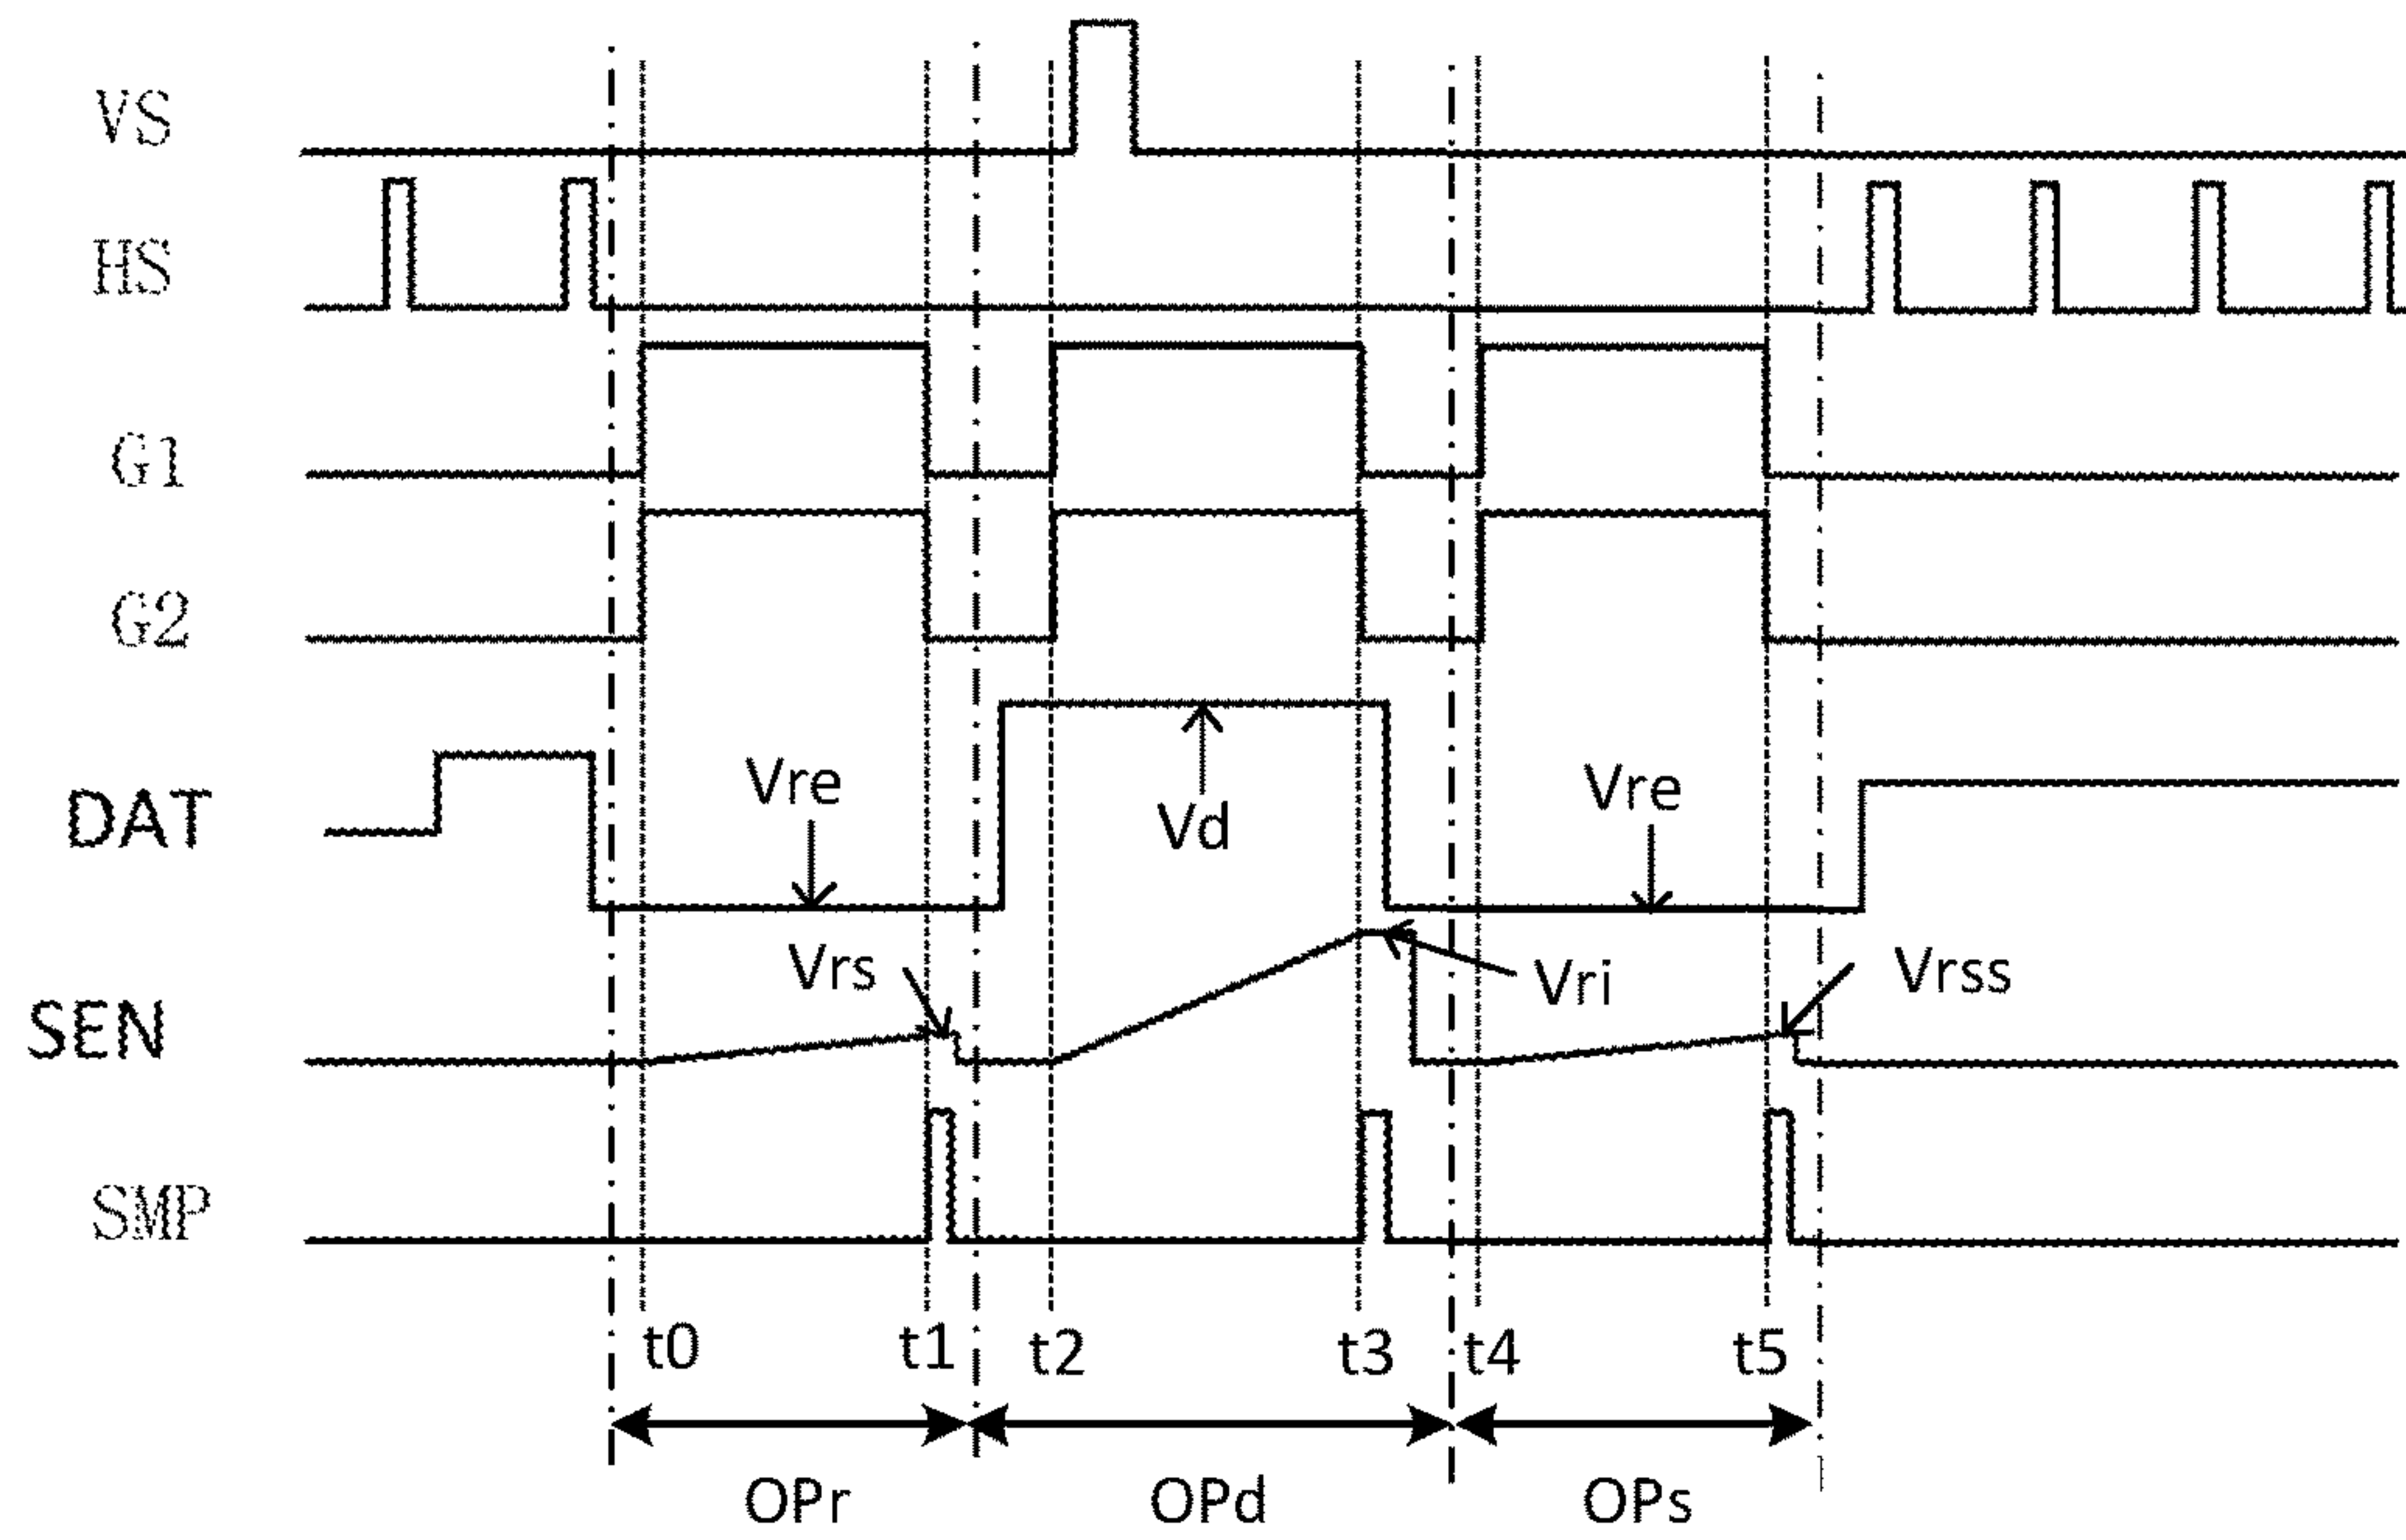 VS
HS
G1
G2
DAT
Vre
Vd
Vre
SEN
Vrs
Vri
Vrss
SMP
t0 t1 t2 t3 t4 t5
OPr OPd OPs